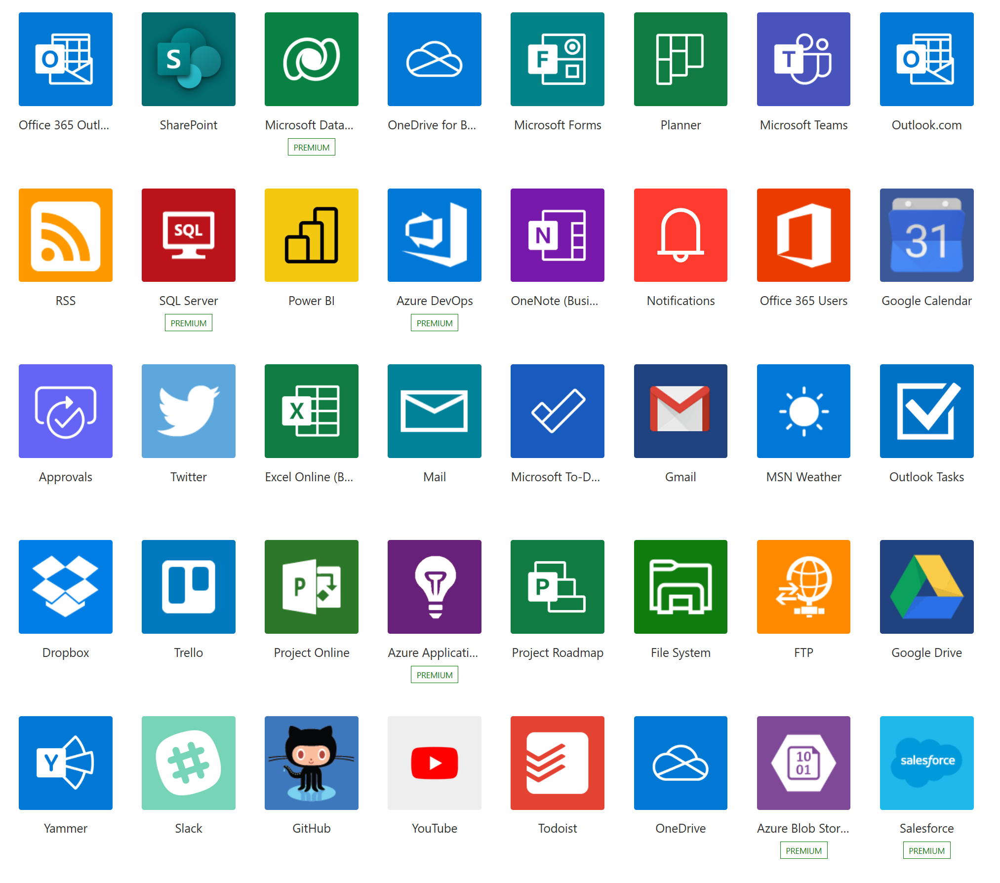 O
S
F
T
O
Office 365 Outl...
SharePoint
Microsoft Data...
OneDrive for B...
Microsoft Forms
Planner
Microsoft Teams
Outlook.com
PREMIUM
SQL
N
31
RSS
SQL Server
Power BI
Azure DevOps
OneNote (Busi...
Notifications
Office 365 Users
Google Calendar
PREMIUM
PREMIUM
X
Approvals
Twitter
Excel Online (B...
Mail
Microsoft To-D...
Gmail
MSN Weather
Outlook Tasks
P
P
Dropbox
Trello
Project Online
Azure Applicati...
Project Roadmap
File System
FTP
Google Drive
PREMIUM
Y
10
01
salesforce
Yammer
Slack
GitHub
YouTube
Todoist
OneDrive
Azure Blob Stor...
Salesforce
PREMIUM
PREMIUM